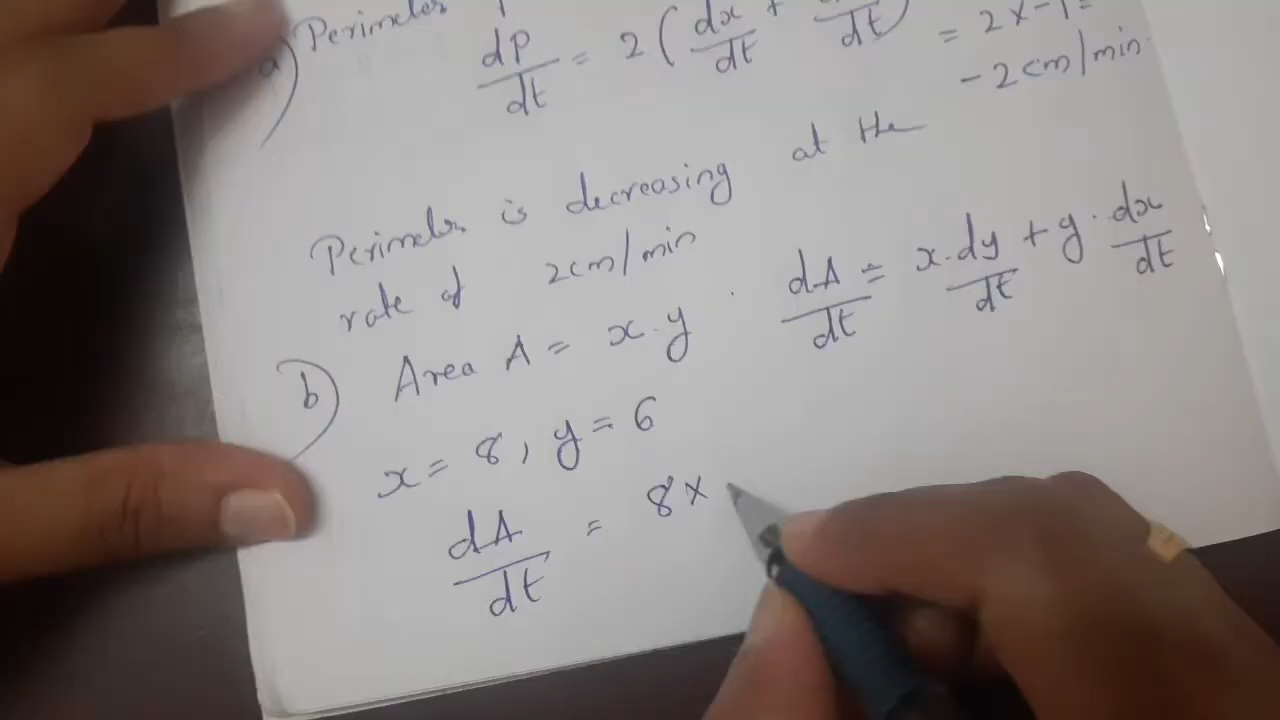 a) Perimeter
dP/dt = 2 (dx/dt + /dt) = 2 x -1 =
-2 cm/min.
Perimeter is decreasing at the
rate of 2cm/min
b) Area A = x.y . dA/dt = x.dy/dt + y.dx/dt
x = 8, y = 6
dA/dt = 8 x